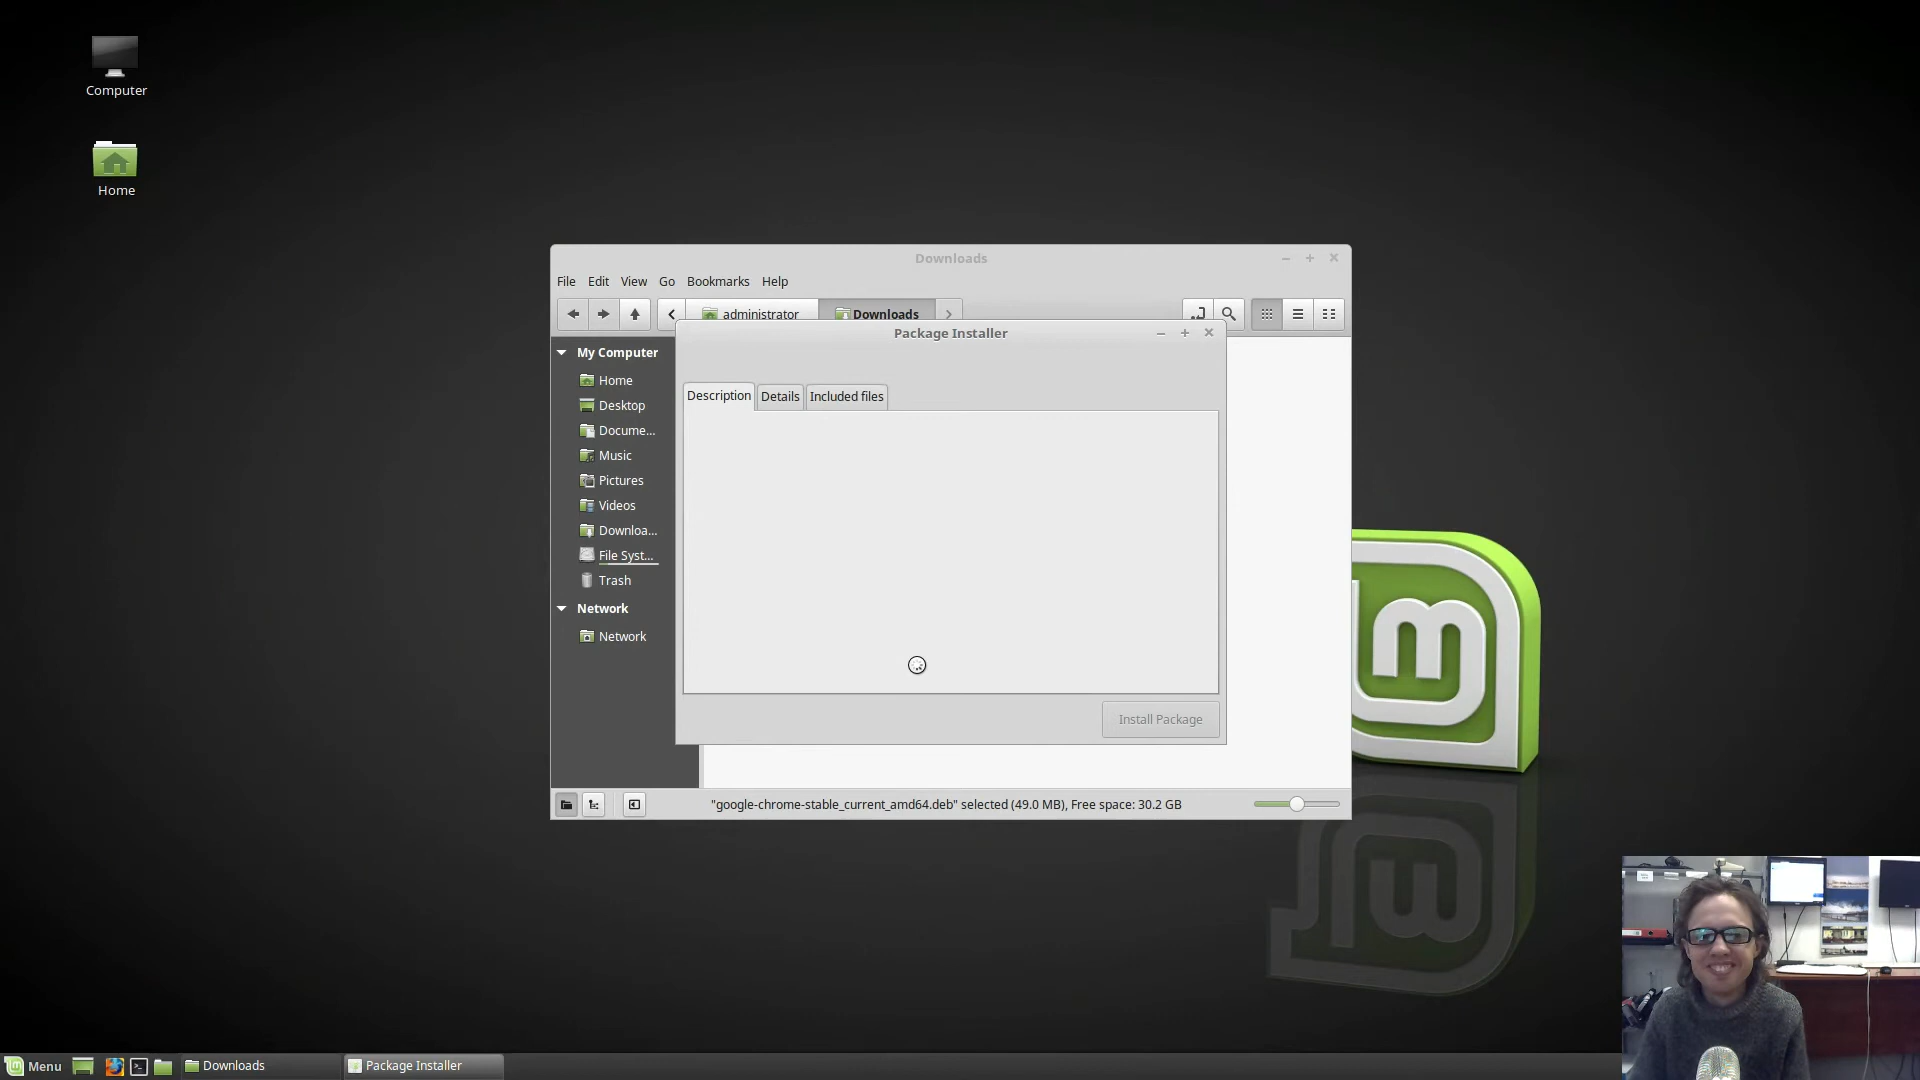 Computer
Home
Downloads
File Edit View Go Bookmarks Help
administrator Downloads
Package Installer
My Computer
Home
Desktop
Docume...
Music
Pictures
Videos
Downloa...
File Syst...
Trash
Network
Network
Description Details Included files
Install Package
"google-chrome-stable_current_amd64.deb" selected (49.0 MB), Free space: 30.2 GB
Menu Downloads Package Installer